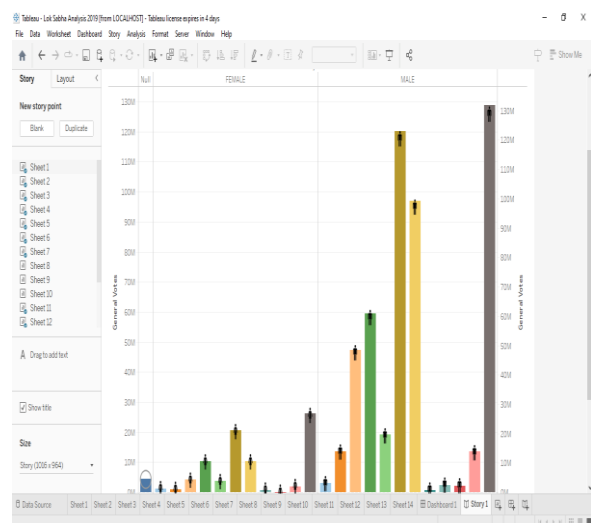 Tableau - Lok Sabha Analysis 2019 [from LOCALHOST] - Tableau license expires in 4 days
File Data Worksheet Dashboard Story Analysis Format Server Window Help
Show Me
Story Layout
New story point
Blank Duplicate
Sheet 1
Sheet 2
Sheet 3
Sheet 4
Sheet 5
Sheet 6
Sheet 7
Sheet 8
Sheet 9
Sheet 10
Sheet 11
Sheet 12
A Drag to add text
Show title
Size
Story (1016 x 964)
Null FEMALE MALE
General Votes
130M
120M
110M
100M
90M
80M
70M
60M
50M
40M
30M
20M
10M
0M
130M
120M
110M
100M
90M
80M
70M
60M
50M
40M
30M
20M
10M
0M
General Votes
Data Source Sheet 1 Sheet 2 Sheet 3 Sheet 4 Sheet 5 Sheet 6 Sheet 7 Sheet 8 Sheet 9 Sheet 10 Sheet 11 Sheet 12 Sheet 13 Sheet 14 Dashboard 1 Story 1